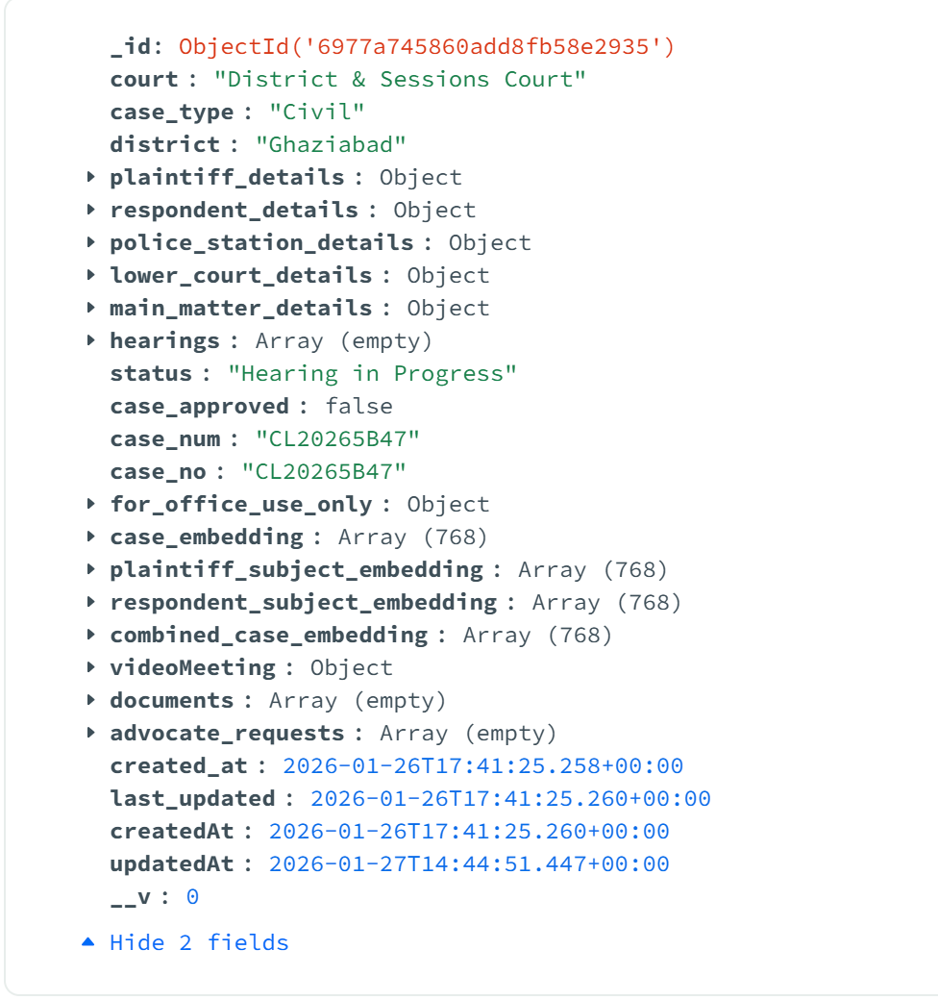 _id: ObjectId('6977a745860add8fb58e2935')
court : "District & Sessions Court"
case_type : "Civil"
district : "Ghaziabad"
plaintiff_details : Object
respondent_details : Object
police_station_details : Object
lower_court_details : Object
main_matter_details : Object
hearings : Array (empty)
status : "Hearing in Progress"
case_approved : false
case_num : "CL20265B47"
case_no : "CL20265B47"
for_office_use_only : Object
case_embedding : Array (768)
plaintiff_subject_embedding : Array (768)
respondent_subject_embedding : Array (768)
combined_case_embedding : Array (768)
videoMeeting : Object
documents : Array (empty)
advocate_requests : Array (empty)
created_at : 2026-01-26T17:41:25.258+00:00
last_updated : 2026-01-26T17:41:25.260+00:00
createdAt : 2026-01-26T17:41:25.260+00:00
updatedAt : 2026-01-27T14:44:51.447+00:00
__v : 0
Hide 2 fields